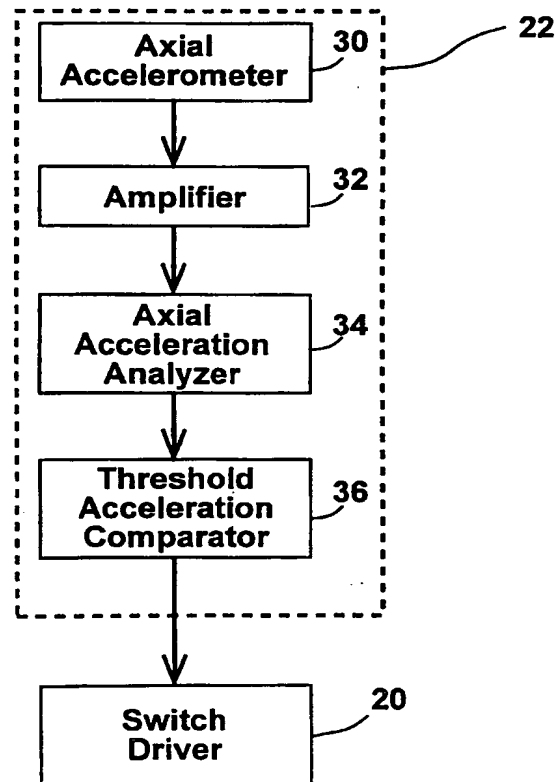 Axial
Accelerometer
30
22
Amplifier
32
Axial
Acceleration
Analyzer
34
Threshold
Acceleration
Comparator
36
Switch
Driver
20